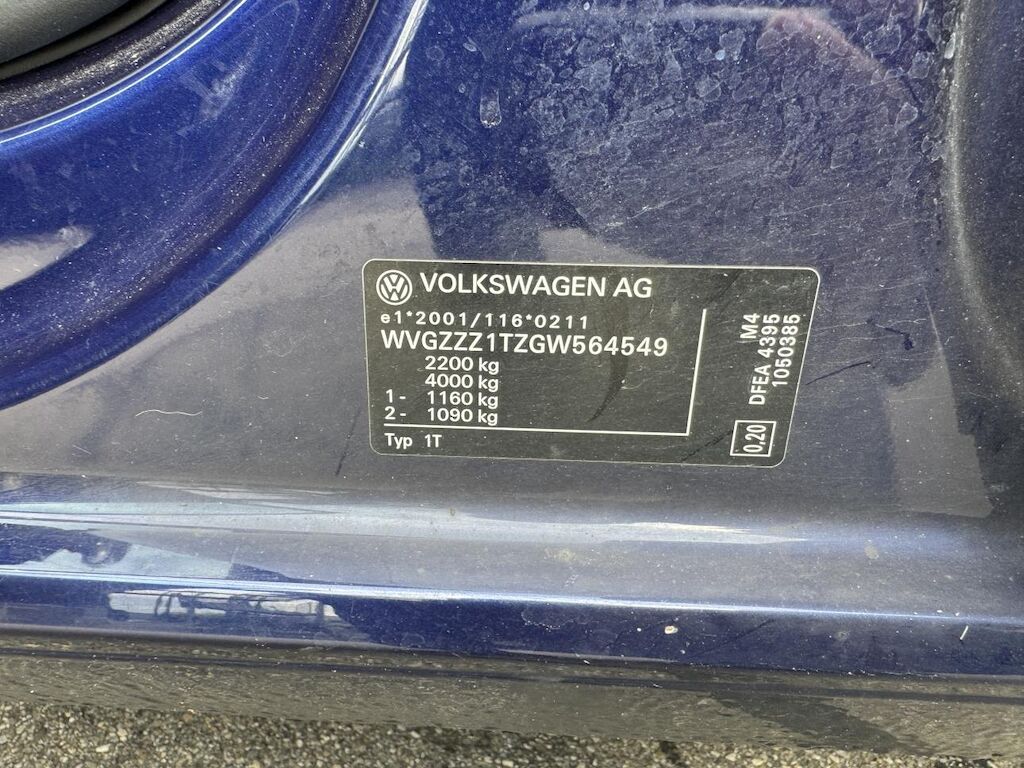 VOLKSWAGEN AG
e1*2001/116*0211
WVGZZZ1TZGW564549
2200 kg
4000 kg
1- 1160 kg
2- 1090 kg
Typ 1T
M4
DFEA 4395
1050385
0,20